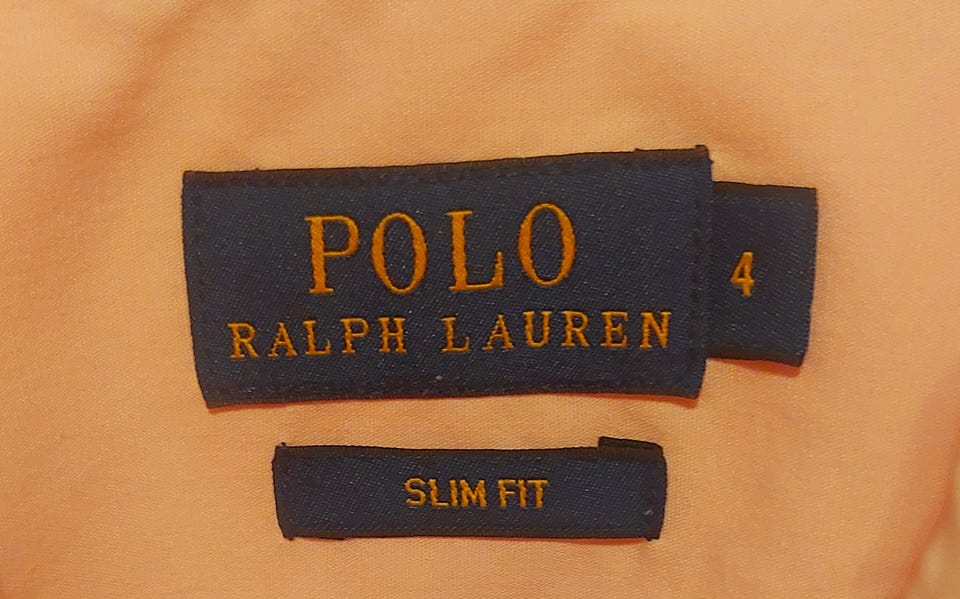 POLO
RALPH LAUREN
4
SLIM FIT